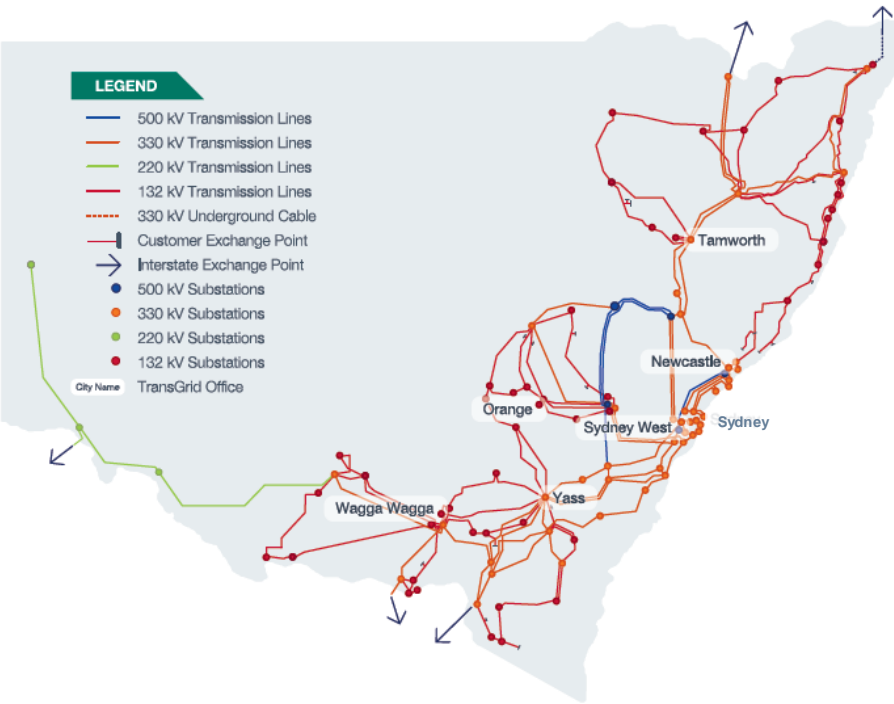 LEGEND
500 kV Transmission Lines
330 kV Transmission Lines
220 kV Transmission Lines
132 kV Transmission Lines
330 kV Underground Cable
Customer Exchange Point
Interstate Exchange Point
500 kV Substations
330 kV Substations
220 kV Substations
132 kV Substations
City Name TransGrid Office
Tamworth
Newcastle
Orange
Sydney West
Sydney
Yass
Wagga Wagga